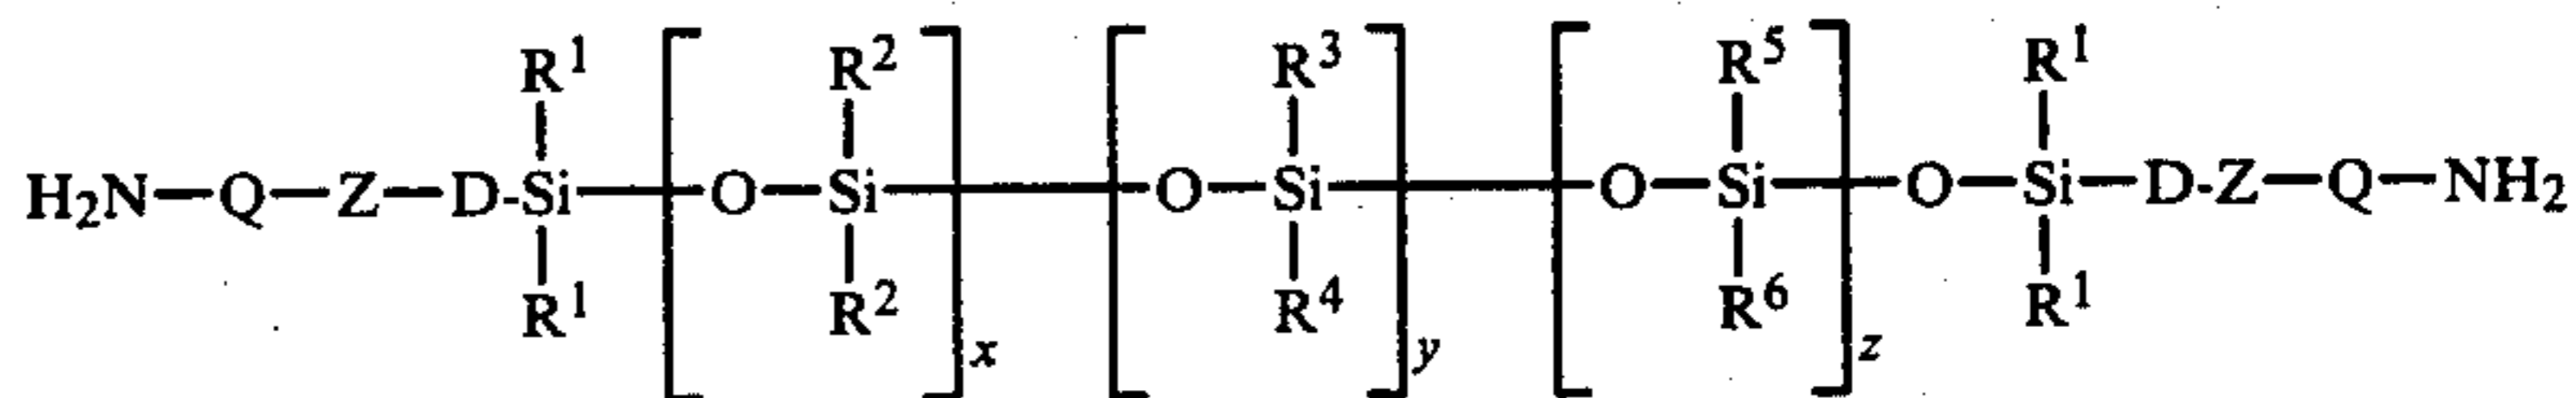 R1 R2 R3 R5 R1
H2N—Q—Z—D-Si—[—O—Si—]x—[—O—Si—]y—[—O—Si—]z—O—Si—D-Z—Q—NH2
R1 R2 R4 R6 R1